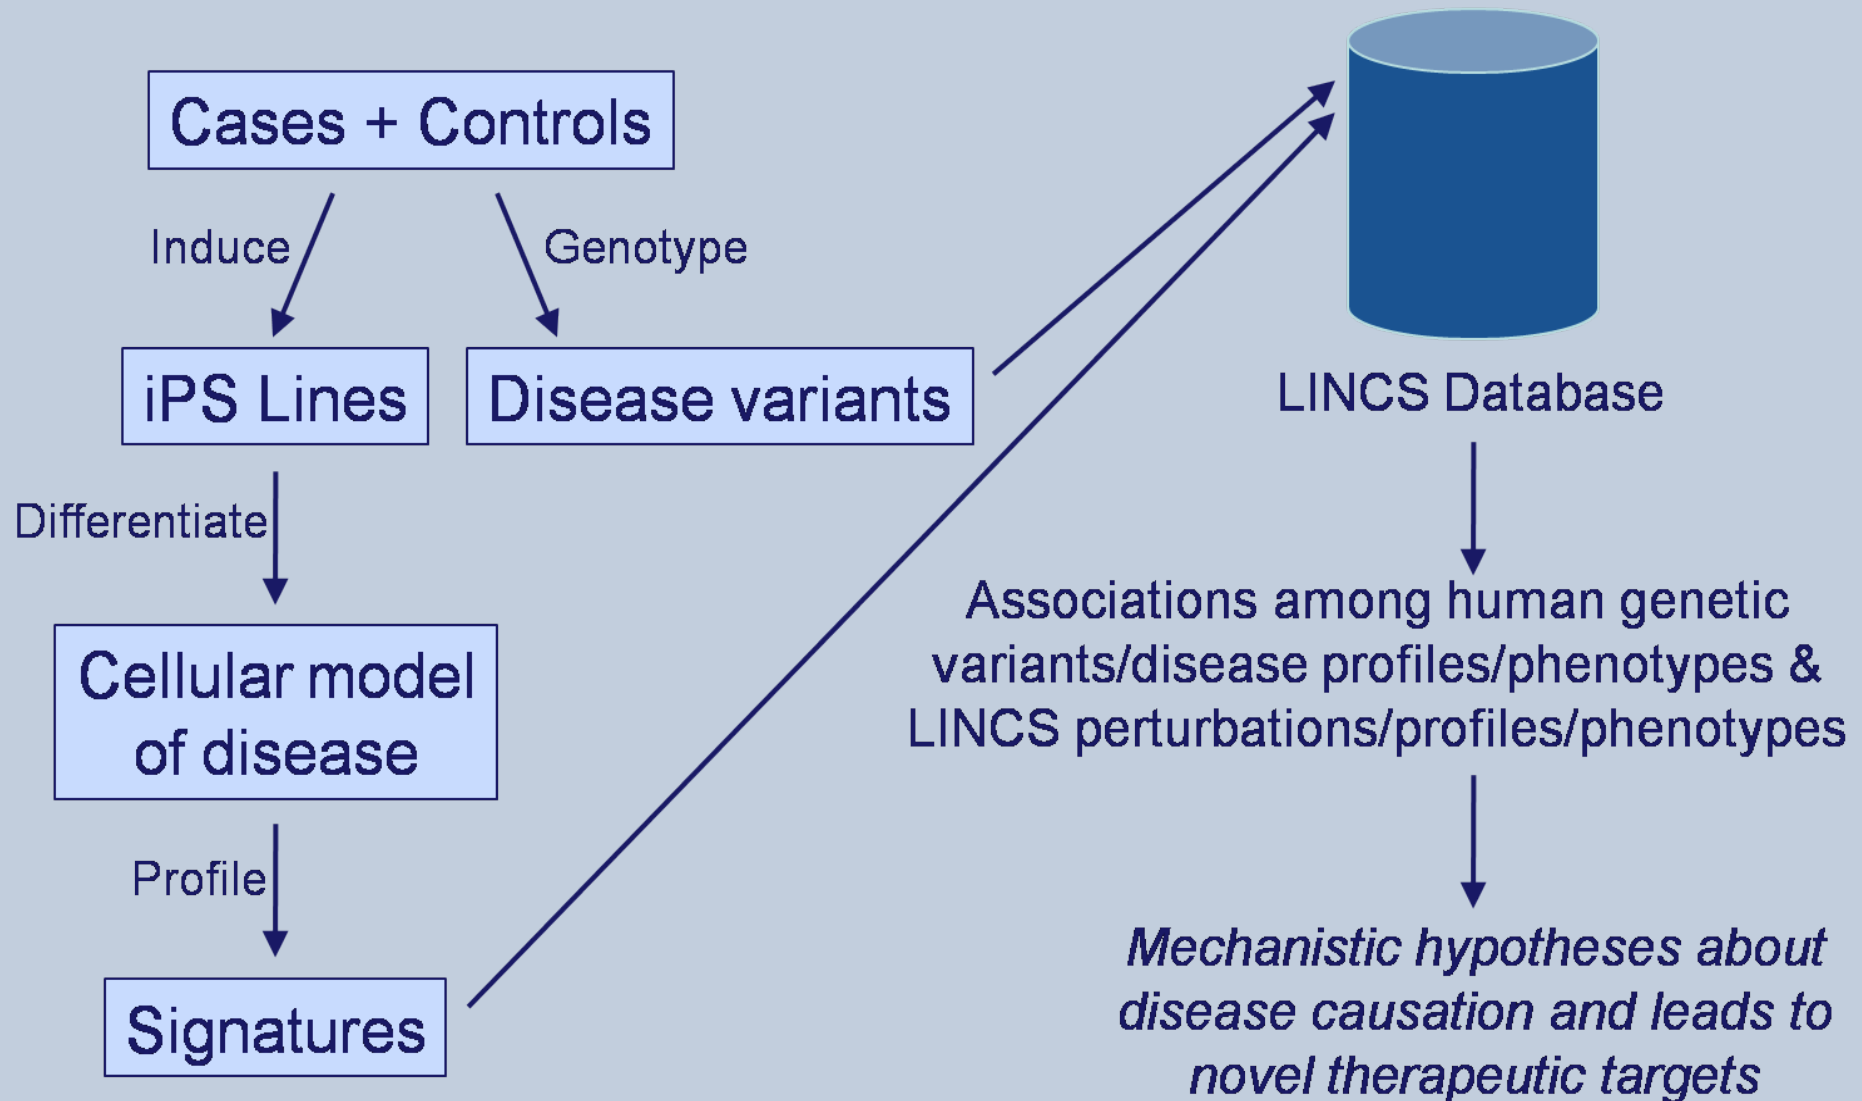 Cases + Controls
Induce
Genotype
iPS Lines
Disease variants
Differentiate
Cellular model
of disease
Profile
Signatures
LINCS Database
Associations among human genetic
variants/disease profiles/phenotypes &
LINCS perturbations/profiles/phenotypes
Mechanistic hypotheses about
disease causation and leads to
novel therapeutic targets